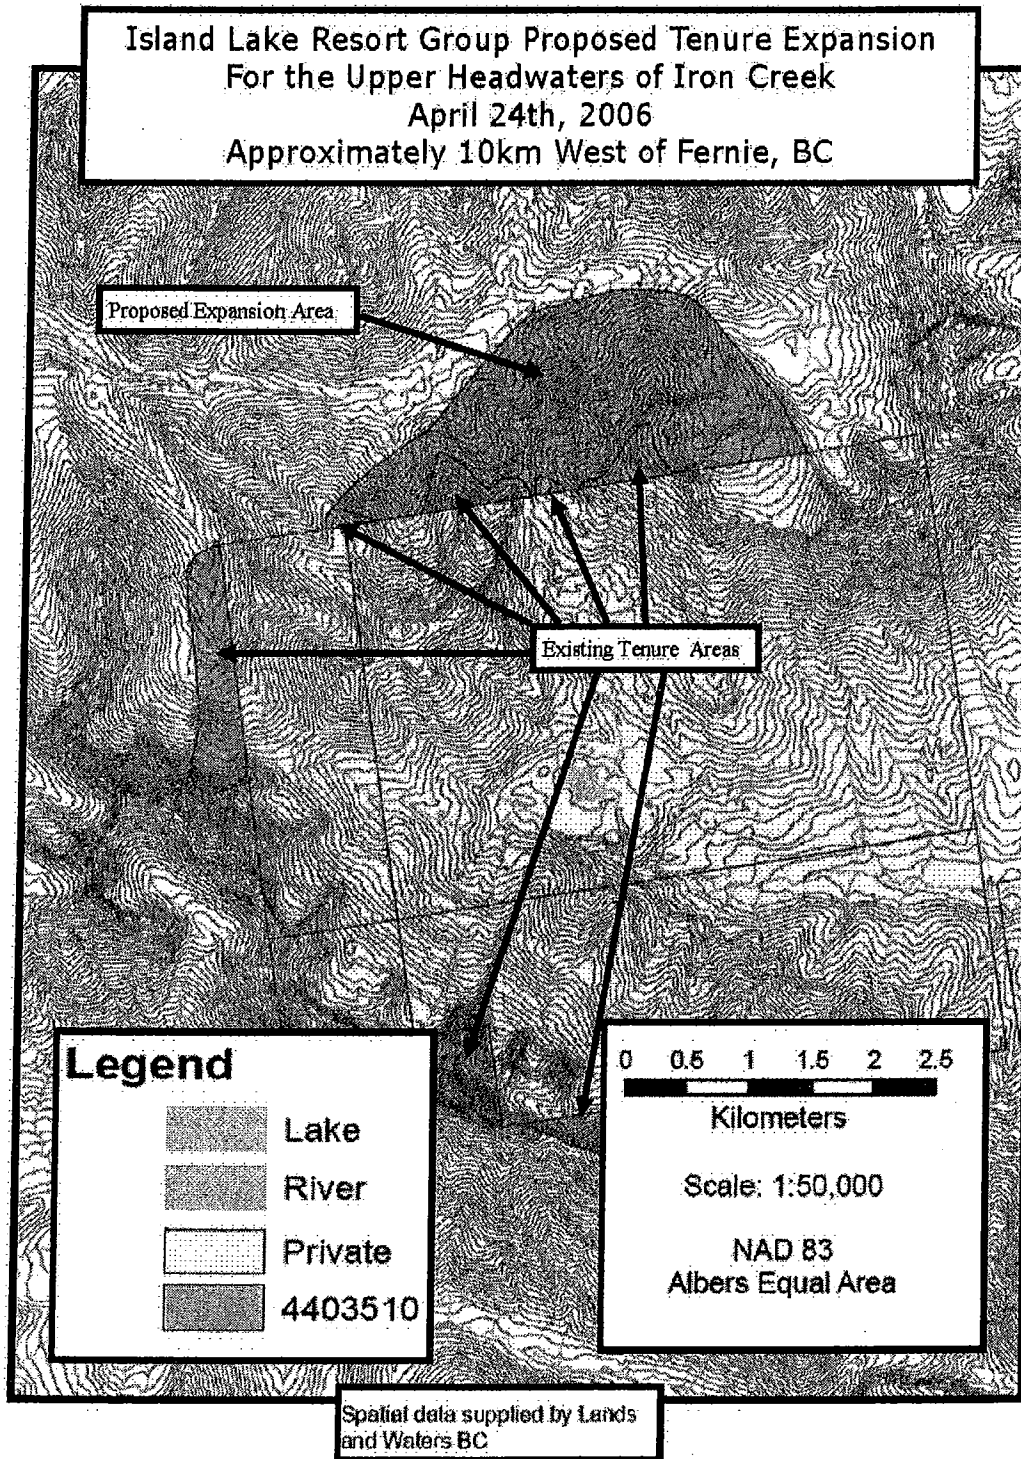 Island Lake Resort Group Proposed Tenure Expansion
For the Upper Headwaters of Iron Creek
April 24th, 2006
Approximately 10km West of Fernie, BC
Proposed Expansion Area
Existing Tenure Areas
Legend
Lake
River
Private
4403510
0 0.5 1 1.5 2 2.5
Kilometers
Scale: 1:50,000
NAD 83
Albers Equal Area
Spatial data supplied by Lands
and Waters BC